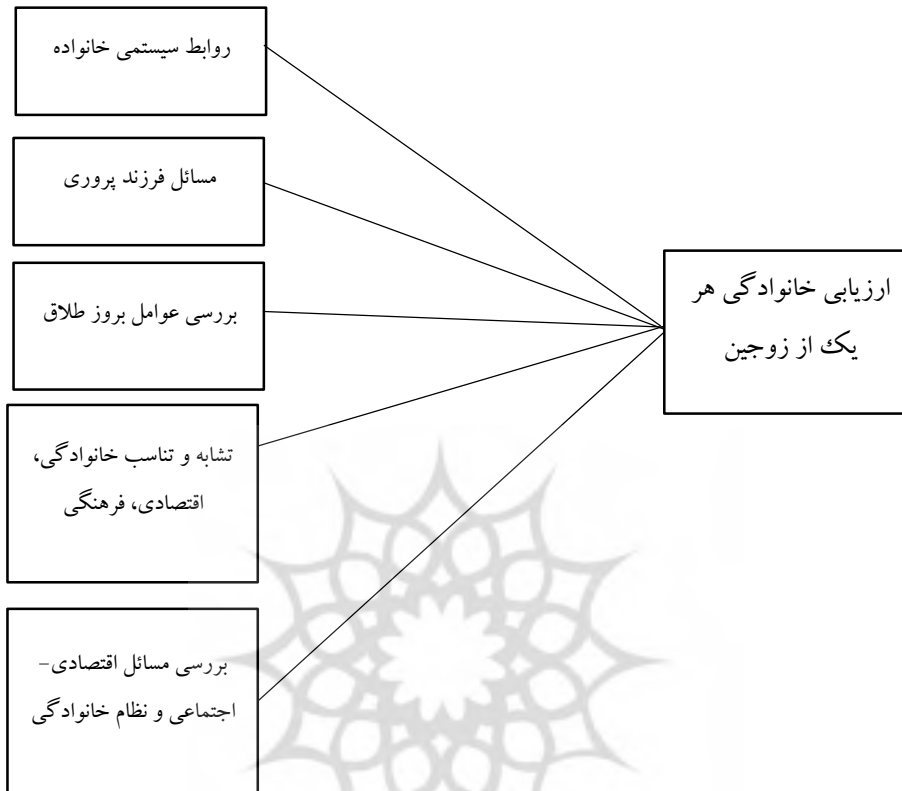 ارزیابی خانوادگی هر
یک از زوجین
روابط سیستمی خانواده
مسائل فرزند پروری
بررسی عوامل بروز طلاق
تشابه و تناسب خانوادگی،
اقتصادی، فرهنگی
بررسی مسائل اقتصادی-
اجتماعی و نظام خانوادگی